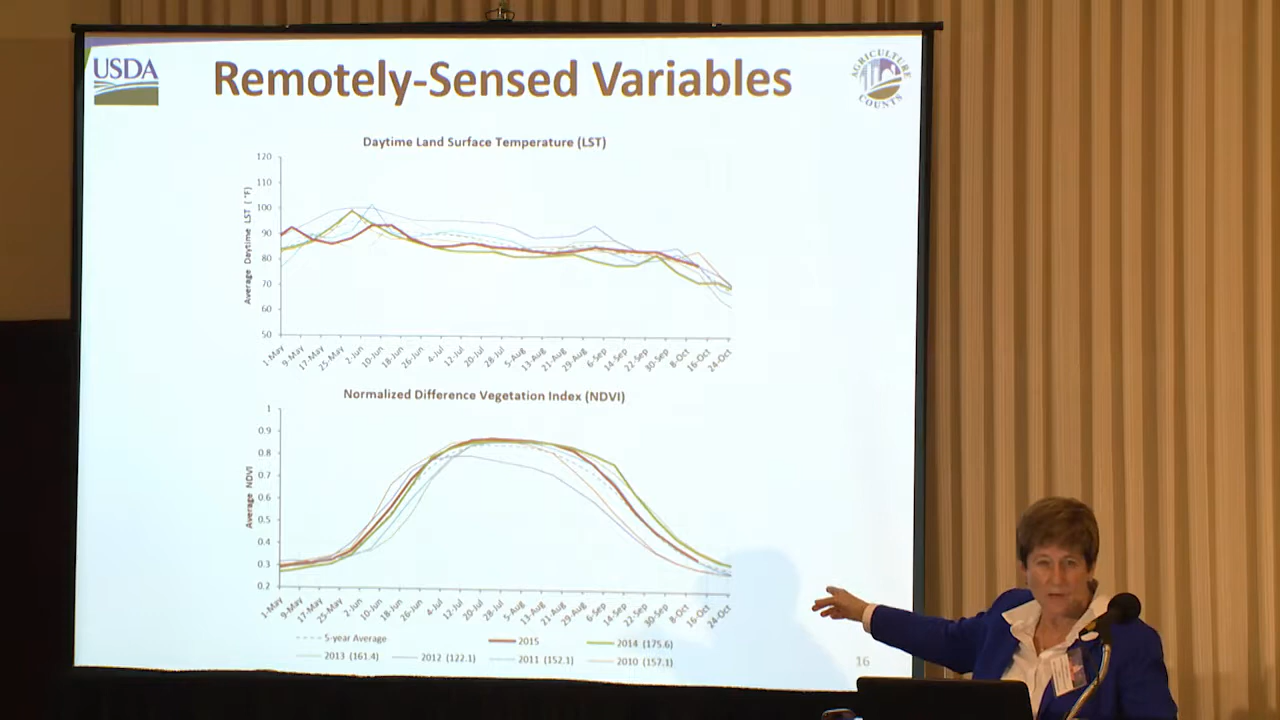 USDA
Remotely-Sensed Variables
AGRICULTURE
COUNTS
Daytime Land Surface Temperature (LST)
Average Daytime LST (°F)
120
110
100
90
80
70
60
50
1-May
9-May
17-May
25-May
2-Jun
10-Jun
18-Jun
26-Jun
4-Jul
12-Jul
20-Jul
28-Jul
5-Aug
13-Aug
21-Aug
29-Aug
6-Sep
14-Sep
22-Sep
30-Sep
8-Oct
16-Oct
24-Oct
Normalized Difference Vegetation Index (NDVI)
Average NDVI
1
0.9
0.8
0.7
0.6
0.5
0.4
0.3
0.2
1-May
9-May
17-May
25-May
2-Jun
10-Jun
18-Jun
26-Jun
4-Jul
12-Jul
20-Jul
28-Jul
5-Aug
13-Aug
21-Aug
29-Aug
6-Sep
14-Sep
22-Sep
30-Sep
8-Oct
16-Oct
24-Oct
5-year Average
2015
2014 (175.6)
2013 (161.4)
2012 (122.1)
2011 (152.1)
2010 (157.1)
16